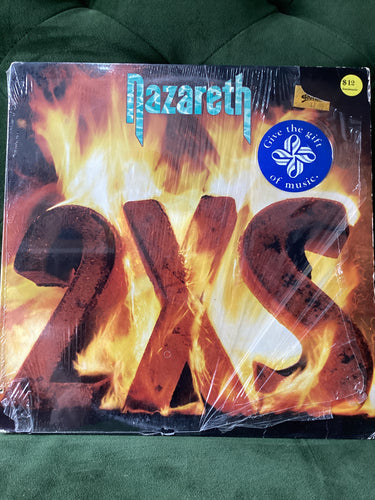 Nazareth
$12
Give the gift
of music.
2XS